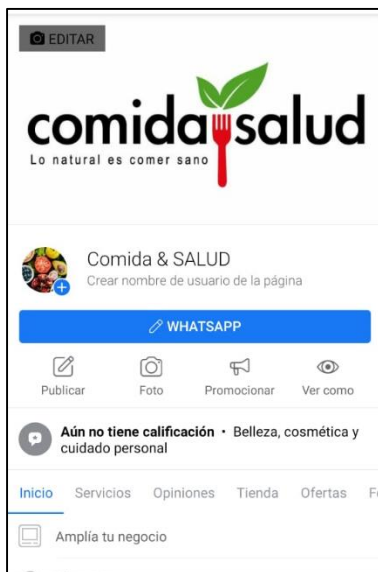 EDITAR
comida y salud
Lo natural es comer sano
Comida & SALUD
Crear nombre de usuario de la página
WHATSAPP
Publicar Foto Promocionar Ver como
Aún no tiene calificación · Belleza, cosmética y
cuidado personal
Inicio Servicios Opiniones Tienda Ofertas
Amplía tu negocio